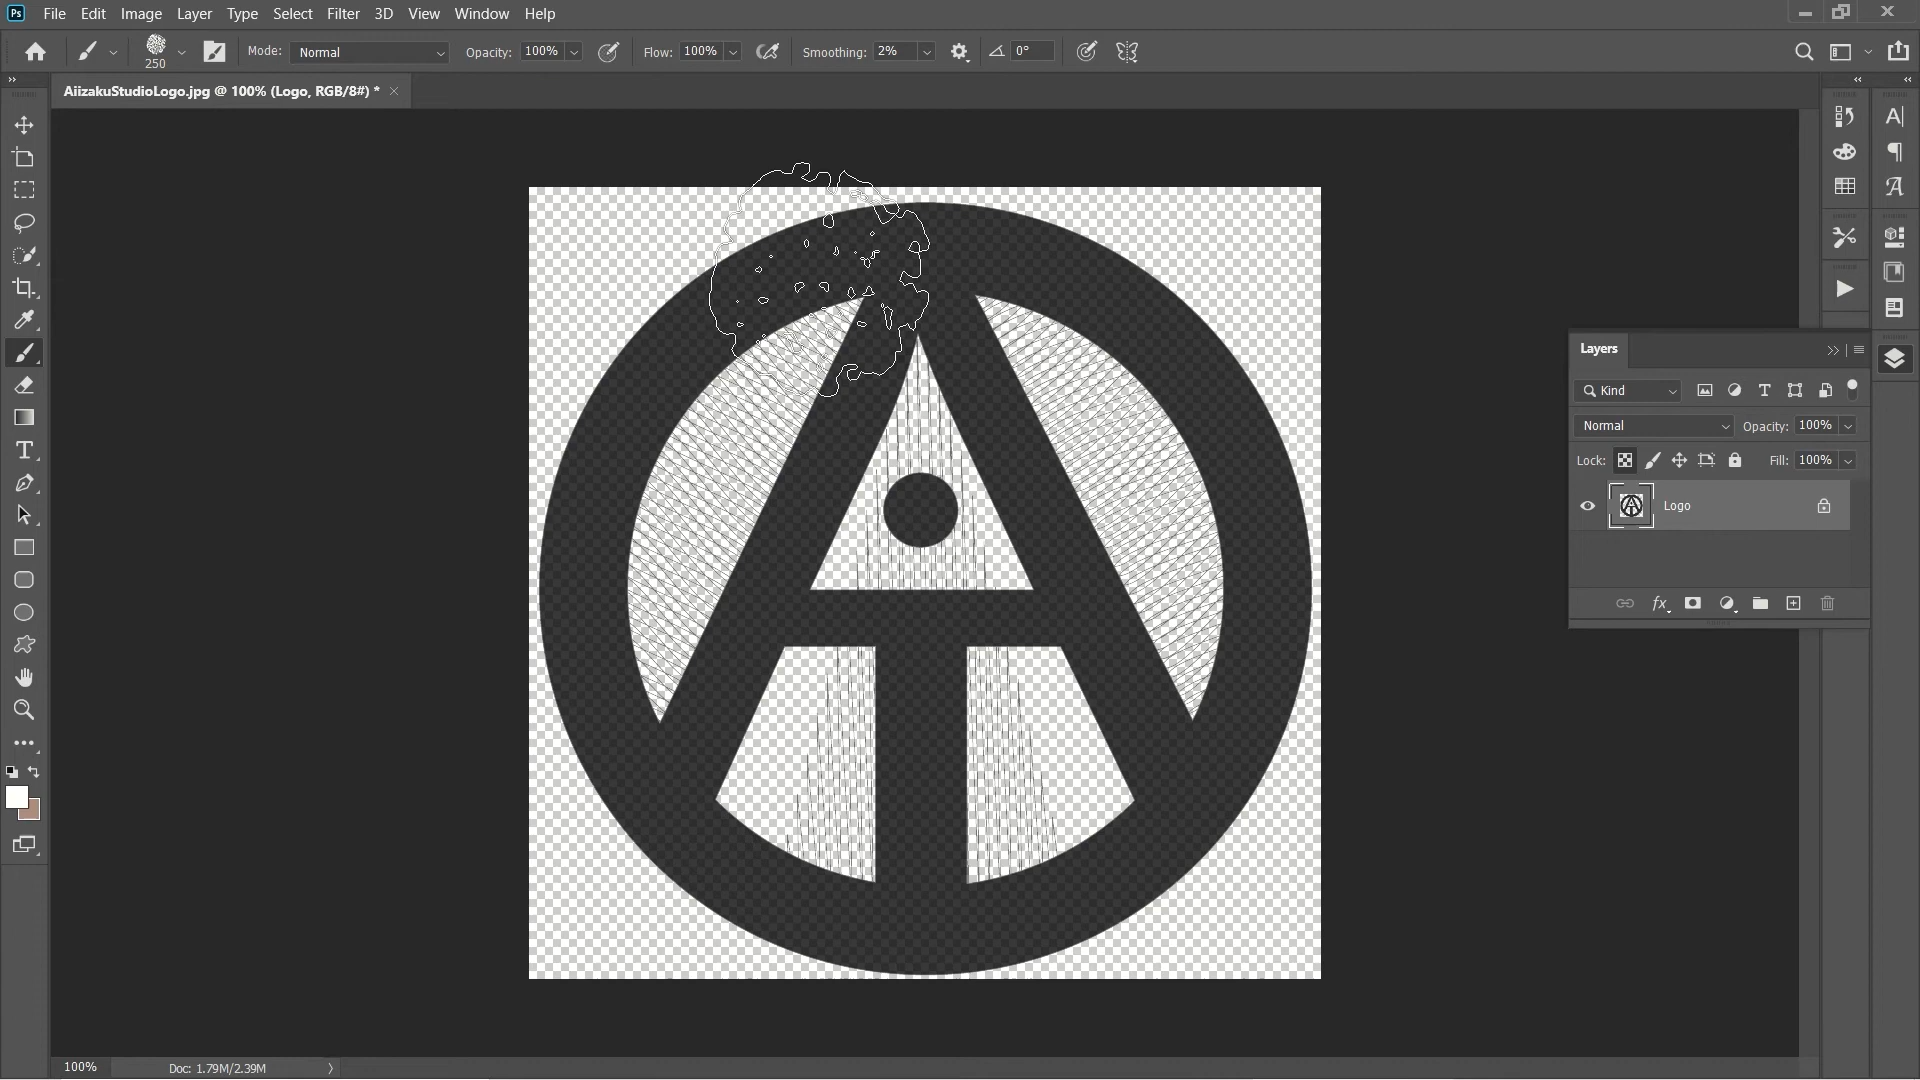 Ps File Edit Image Layer Type Select Filter 3D View Window Help
250 Mode: Normal Opacity: 100% Flow: 100% Smoothing: 2% 0°
AiizakuStudioLogo.jpg @ 100% (Logo, RGB/8#) *
Layers
Kind
Normal Opacity: 100%
Lock: Fill: 100%
Logo
fx
100% Doc: 1.79M/2.39M